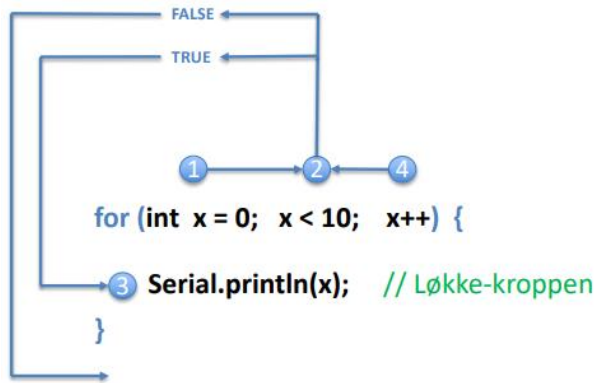 FALSE
TRUE
1 2 4
for (int x = 0; x < 10; x++) {
3 Serial.println(x); // Løkke-kroppen
}